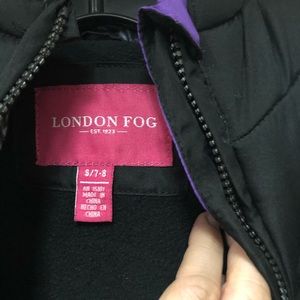 LONDON FOG
EST. 1923
S/7-8
MADE IN
CHINA
HECHO EN
CHINA